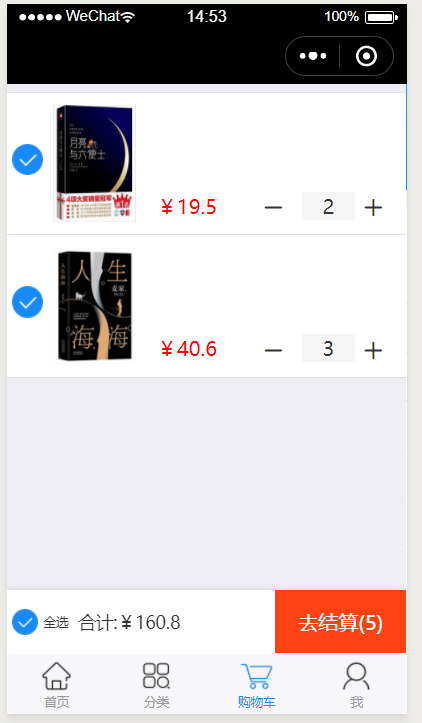 ●●●●● WeChat 14:53 100%
月亮
与六便士
4项大奖销量冠军
¥ 19.5
2
人生
海海
麦家
¥ 40.6
3
全选 合计:¥ 160.8 去结算(5)
首页 分类 购物车 我